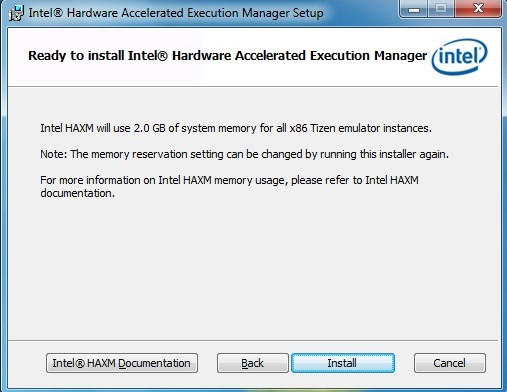 Intel® Hardware Accelerated Execution Manager Setup
Ready to install Intel® Hardware Accelerated Execution Manager
intel
Intel HAXM will use 2.0 GB of system memory for all x86 Tizen emulator instances.
Note: The memory reservation setting can be changed by running this installer again.
For more information on Intel HAXM memory usage, please refer to Intel HAXM
documentation.
Intel® HAXM Documentation Back Install Cancel